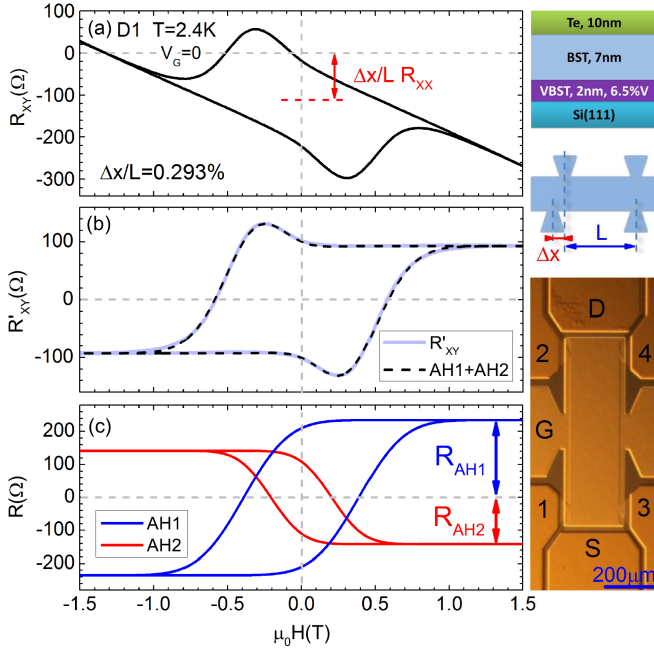 (a) D1 T=2.4K
V_G=0
Δx/L R_XX
Δx/L=0.293%
R_XY(Ω)
0
-100
-200
-300
Te, 10nm
BST, 7nm
VBST, 2nm, 6.5%V
Si(111)
L
Δx
(b)
R'_XY(Ω)
100
0
-100
R'_XY
AH1+AH2
(c)
R(Ω)
200
100
0
-100
-200
AH1
AH2
R_AH1
R_AH2
-1.5 -1.0 -0.5 0.0 0.5 1.0 1.5
μ₀H(T)
D
2 4
G
1 3
S
200μm